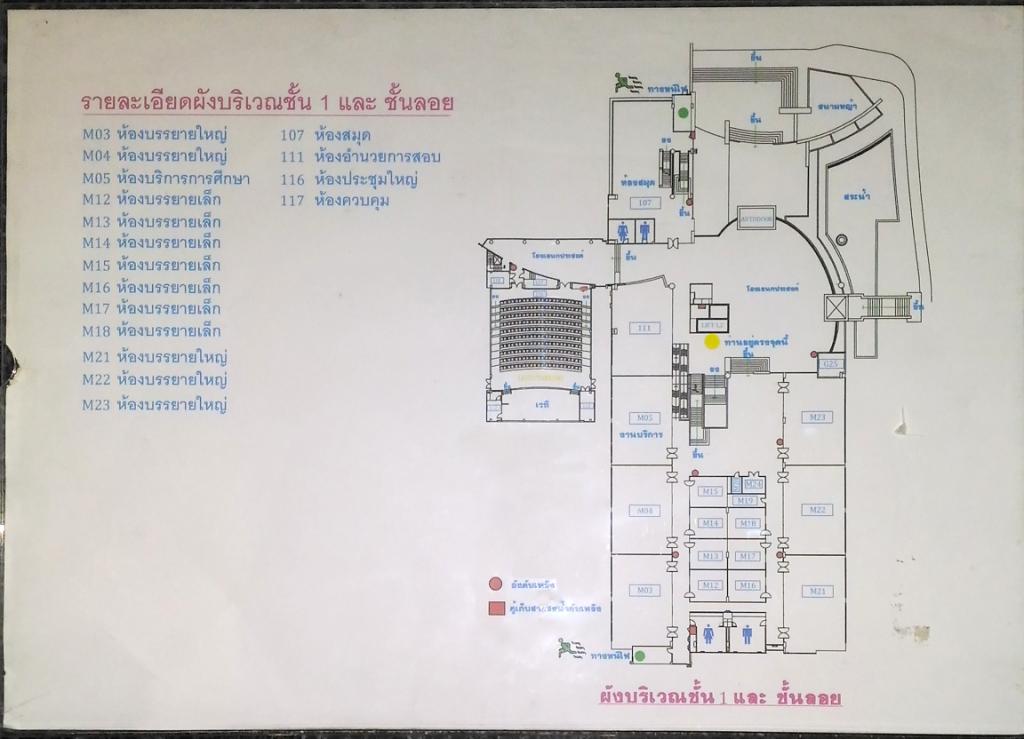 รายละเอียดผังบริเวณชั้น 1 และ ชั้นลอย
M03 ห้องบรรยายใหญ่
M04 ห้องบรรยายใหญ่
M05 ห้องบริการการศึกษา
M12 ห้องบรรยายเล็ก
M13 ห้องบรรยายเล็ก
M14 ห้องบรรยายเล็ก
M15 ห้องบรรยายเล็ก
M16 ห้องบรรยายเล็ก
M17 ห้องบรรยายเล็ก
M18 ห้องบรรยายเล็ก
M21 ห้องบรรยายใหญ่
M22 ห้องบรรยายใหญ่
M23 ห้องบรรยายใหญ่
107 ห้องสมุด
111 ห้องอำนวยการสอบ
116 ห้องประชุมใหญ่
117 ห้องควบคุม
ขึ้น
ทางหนีไฟ
สนามหญ้า
ขึ้น
ลง
ห้องสมุด
สระน้ำ
107
ขึ้น
โถงเอนกประสงค์
ขึ้น
โถงเอนกประสงค์
ขึ้น
111
ท่านอยู่ตรงจุดนี้
ขึ้น
ลง
เวที
M05
ลานบริการ
M23
ขึ้น
M15
M24
M19
M04
M14
M18
M22
M13
M17
M03
M12
M16
M21
ถังดับเพลิง
ทางหนีไฟ
ผังบริเวณชั้น 1 และ ชั้นลอย